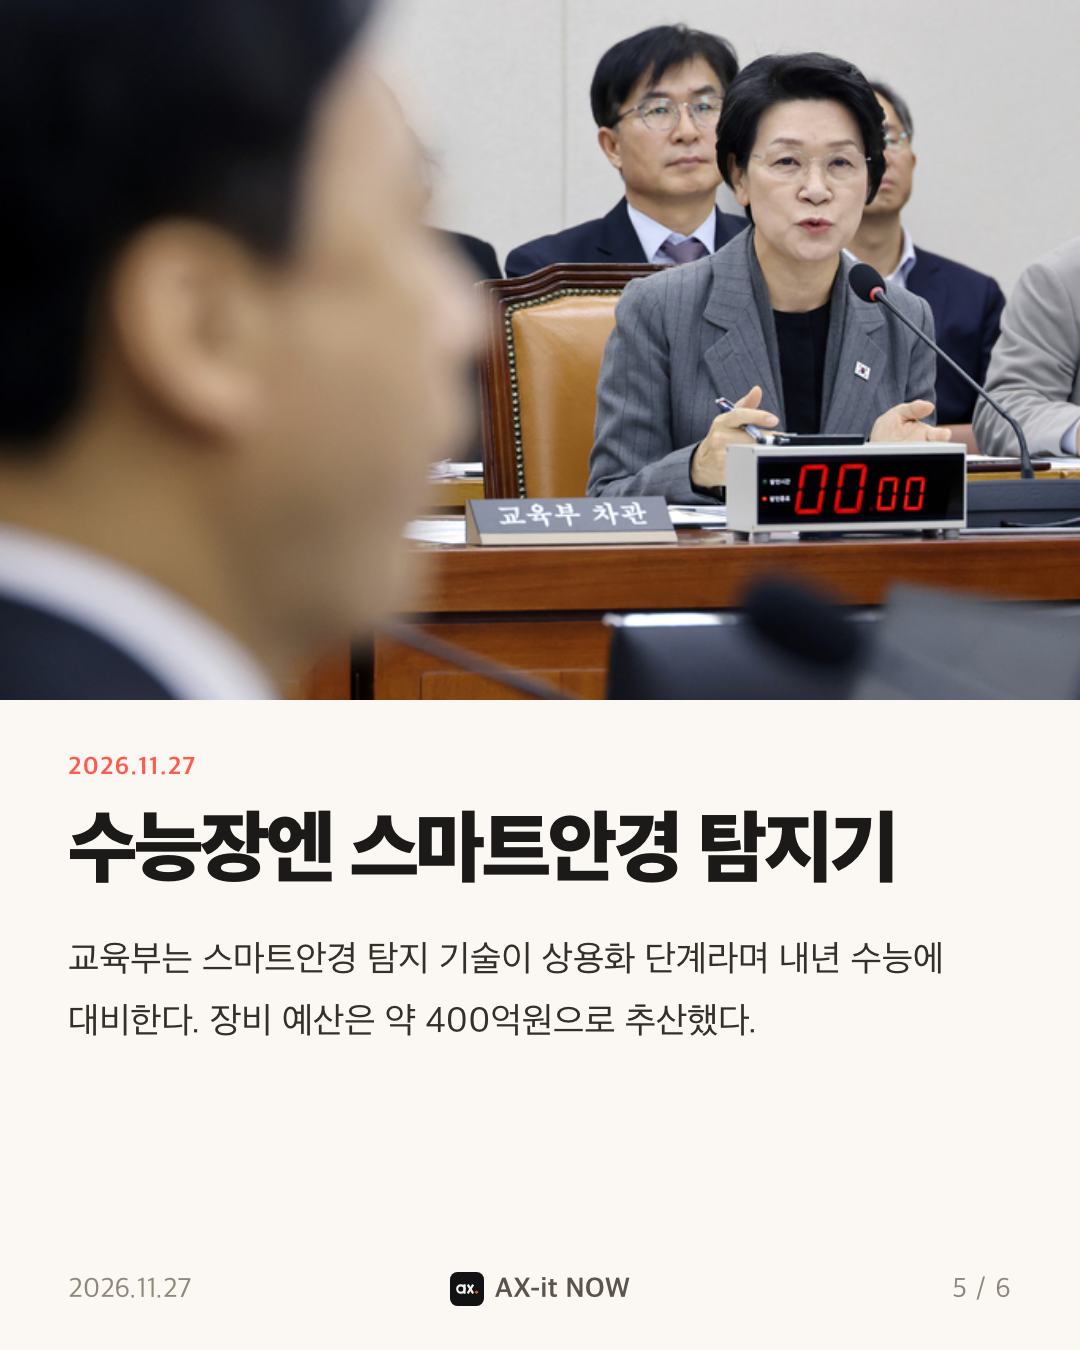 교육부 차관
00 00
2026.11.27
수능장엔 스마트안경 탐지기
교육부는 스마트안경 탐지 기술이 상용화 단계라며 내년 수능에
대비한다. 장비 예산은 약 400억원으로 추산했다.
2026.11.27
ax.
AX-it NOW
5 / 6